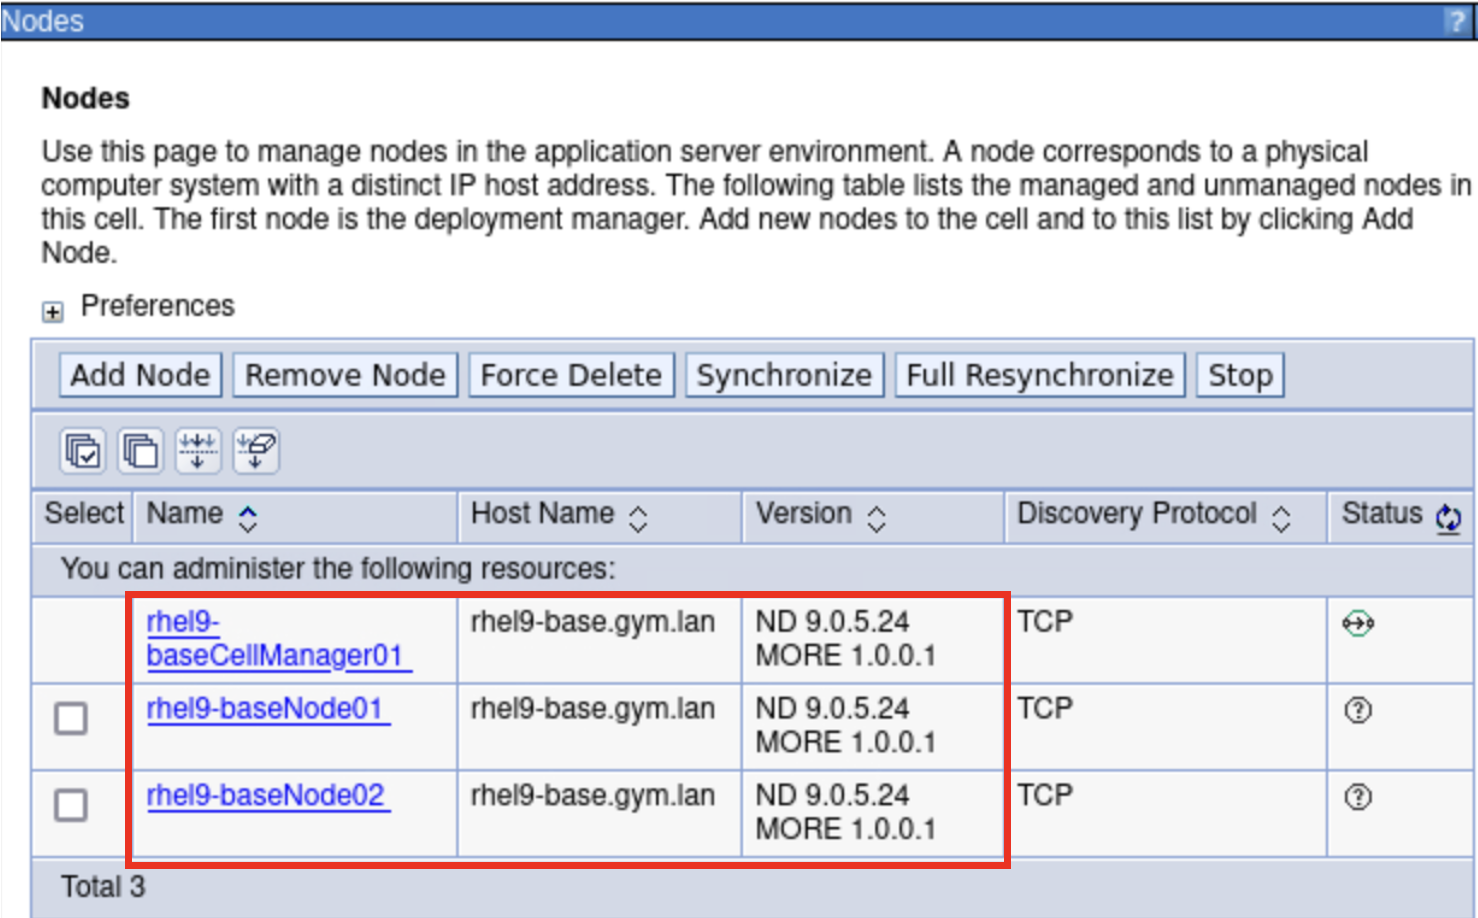 Nodes ?
Nodes
Use this page to manage nodes in the application server environment. A node corresponds to a physical
computer system with a distinct IP host address. The following table lists the managed and unmanaged nodes in
this cell. The first node is the deployment manager. Add new nodes to the cell and to this list by clicking Add
Node.
Preferences
Add Node Remove Node Force Delete Synchronize Full Resynchronize Stop
Select Name Host Name Version Discovery Protocol Status
You can administer the following resources:
rhel9- rhel9-base.gym.lan ND 9.0.5.24 TCP
baseCellManager01 MORE 1.0.0.1
rhel9-baseNode01 rhel9-base.gym.lan ND 9.0.5.24 TCP ?
MORE 1.0.0.1
rhel9-baseNode02 rhel9-base.gym.lan ND 9.0.5.24 TCP ?
MORE 1.0.0.1
Total 3